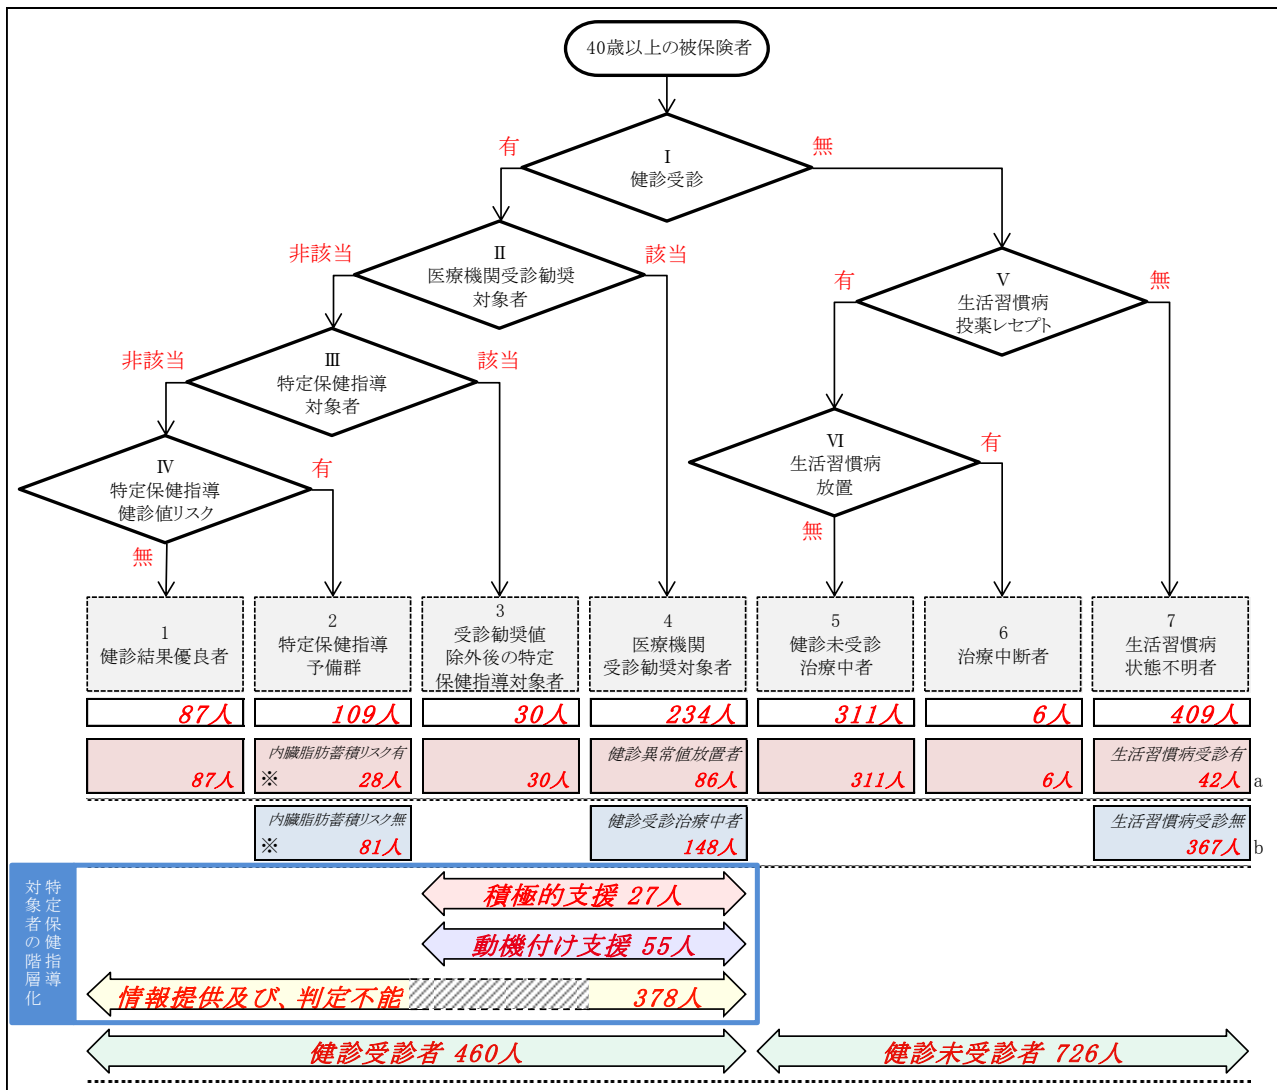 40歳以上の被保険者
有
Ⅰ
健診受診
無
非該当
Ⅱ
医療機関受診勧奨
対象者
該当
有
Ⅴ
生活習慣病
投薬レセプト
無
非該当
Ⅲ
特定保健指導
対象者
該当
Ⅳ
特定保健指導
健診値リスク
有
無
Ⅵ
生活習慣病
放置
有
無
1
健診結果優良者
2
特定保健指導
予備群
3
受診勧奨値
除外後の特定
保健指導対象者
4
医療機関
受診勧奨対象者
5
健診未受診
治療中者
6
治療中断者
7
生活習慣病
状態不明者
87人
109人
30人
234人
311人
6人
409人
87人
内臓脂肪蓄積リスク有
※ 28人
30人
健診異常値放置者
86人
311人
6人
生活習慣病受診有
42人
a
内臓脂肪蓄積リスク無
※ 81人
健診受診治療中者
148人
生活習慣病受診無
367人
b
特定保健指導
対象者の階層化
積極的支援 27人
動機付け支援 55人
情報提供及び、判定不能 378人
健診受診者 460人
健診未受診者 726人